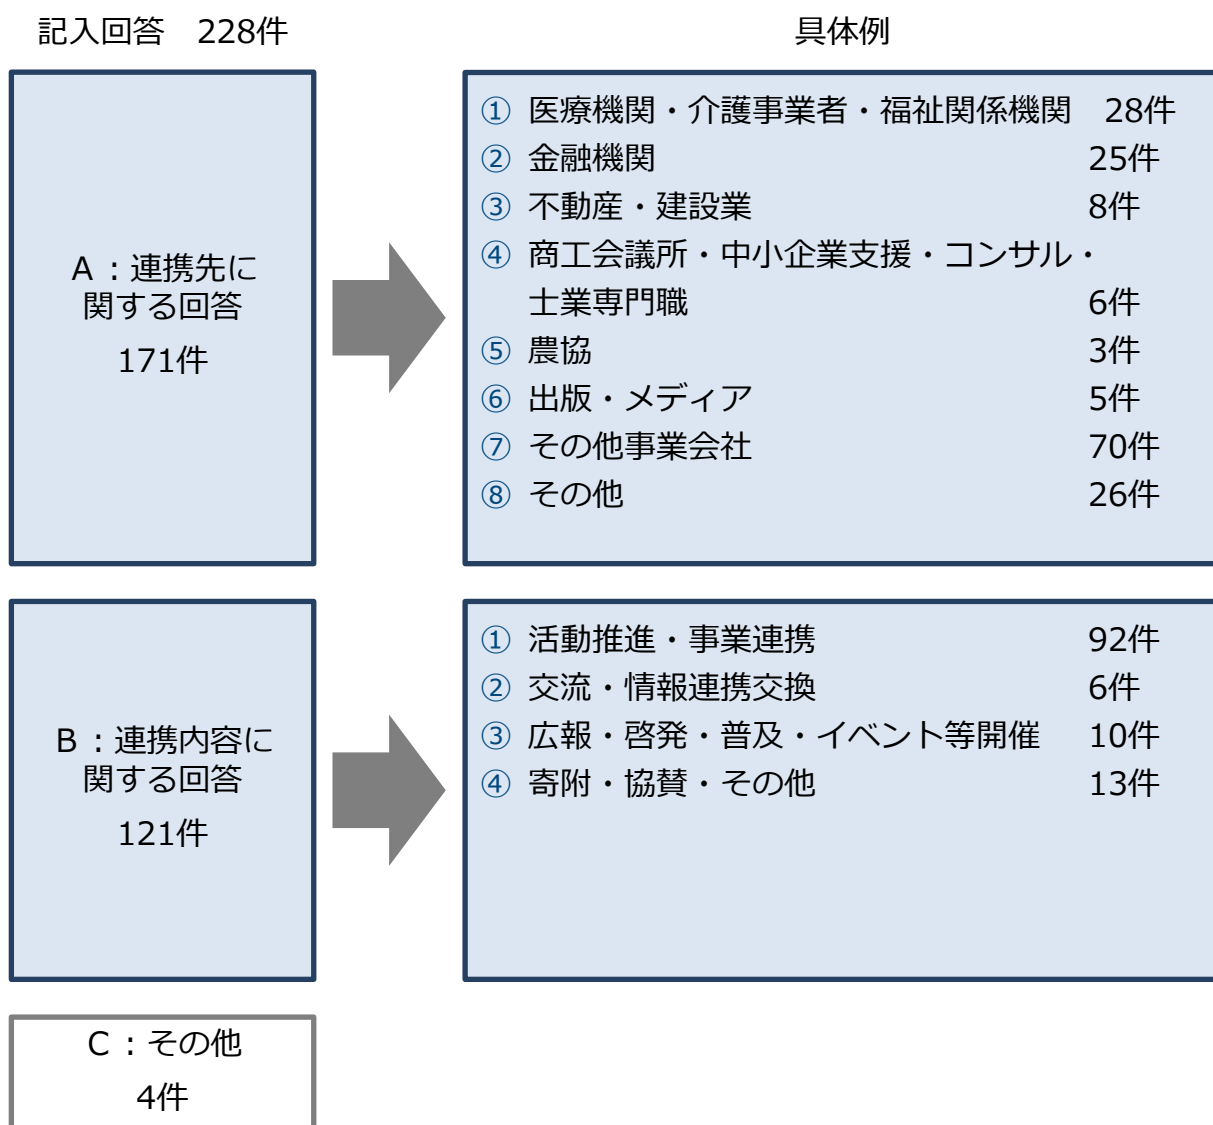 記入回答　228件
具体例
A：連携先に
関する回答
171件
① 医療機関・介護事業者・福祉関係機関　28件
② 金融機関　25件
③ 不動産・建設業　8件
④ 商工会議所・中小企業支援・コンサル・
士業専門職　6件
⑤ 農協　3件
⑥ 出版・メディア　5件
⑦ その他事業会社　70件
⑧ その他　26件
B：連携内容に
関する回答
121件
① 活動推進・事業連携　92件
② 交流・情報連携交換　6件
③ 広報・啓発・普及・イベント等開催　10件
④ 寄附・協賛・その他　13件
C：その他
4件